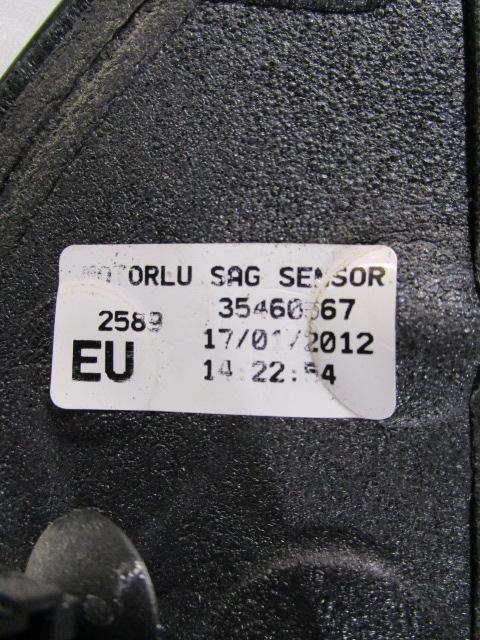 MOTORLU SAG SENSOR
2589 35460567
17/01/2012
EU 14:22:54